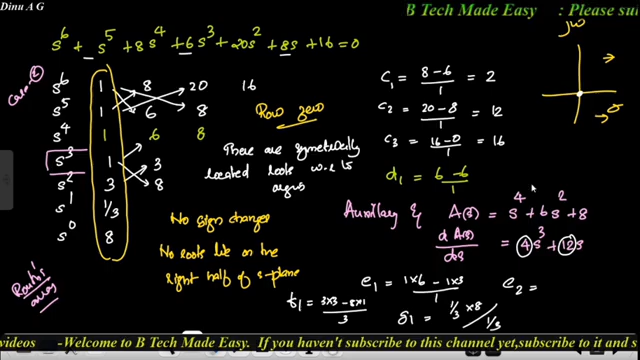 Dinu A G
B Tech Made Easy : Please su
s⁶ + s⁵ + 8s⁴ + 6s³ + 20s² + 8s + 16 = 0
jω
σ
Case-2
s⁶ 1 8 20 16
s⁵ 1 6 8
s⁴ 1 6 8
s³ 1 3
s² 3 8
s¹ 1/3
s⁰ 8
Row zero
There are symmetrically
located roots w.r. to
origin
No sign changes
No roots lie on the
right half of s-plane
Routh's
array
c₁ = 8-6/1 = 2
c₂ = 20-8/1 = 12
c₃ = 16-0/1 = 16
d₁ = 6-6/1
Auxiliary Eq A(s) = s⁴ + 6s² + 8
dA(s)/ds = 4s³ + 12s
e₁ = 1×6 - 1×3/1 e₂ =
f₁ = 3×3 - 8×1/3 g₁ = 1/3 × 8/1/3
videos -Welcome to B Tech Made Easy. If you haven't subscribed to this channel yet,subscribe to it and s